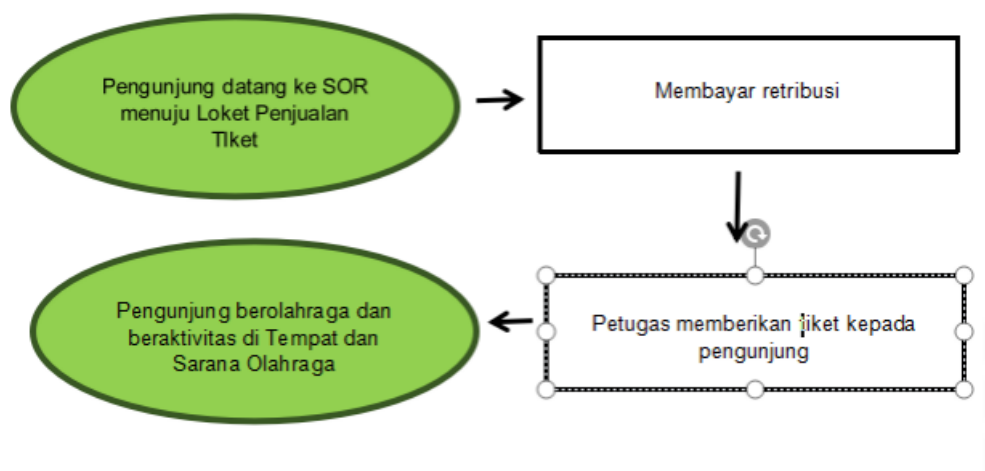 Pengunjung datang ke SOR
menuju Loket Penjualan
TIket
Membayar retribusi
Petugas memberikan tiket kepada
pengunjung
Pengunjung berolahraga dan
beraktivitas di Tempat dan
Sarana Olahraga